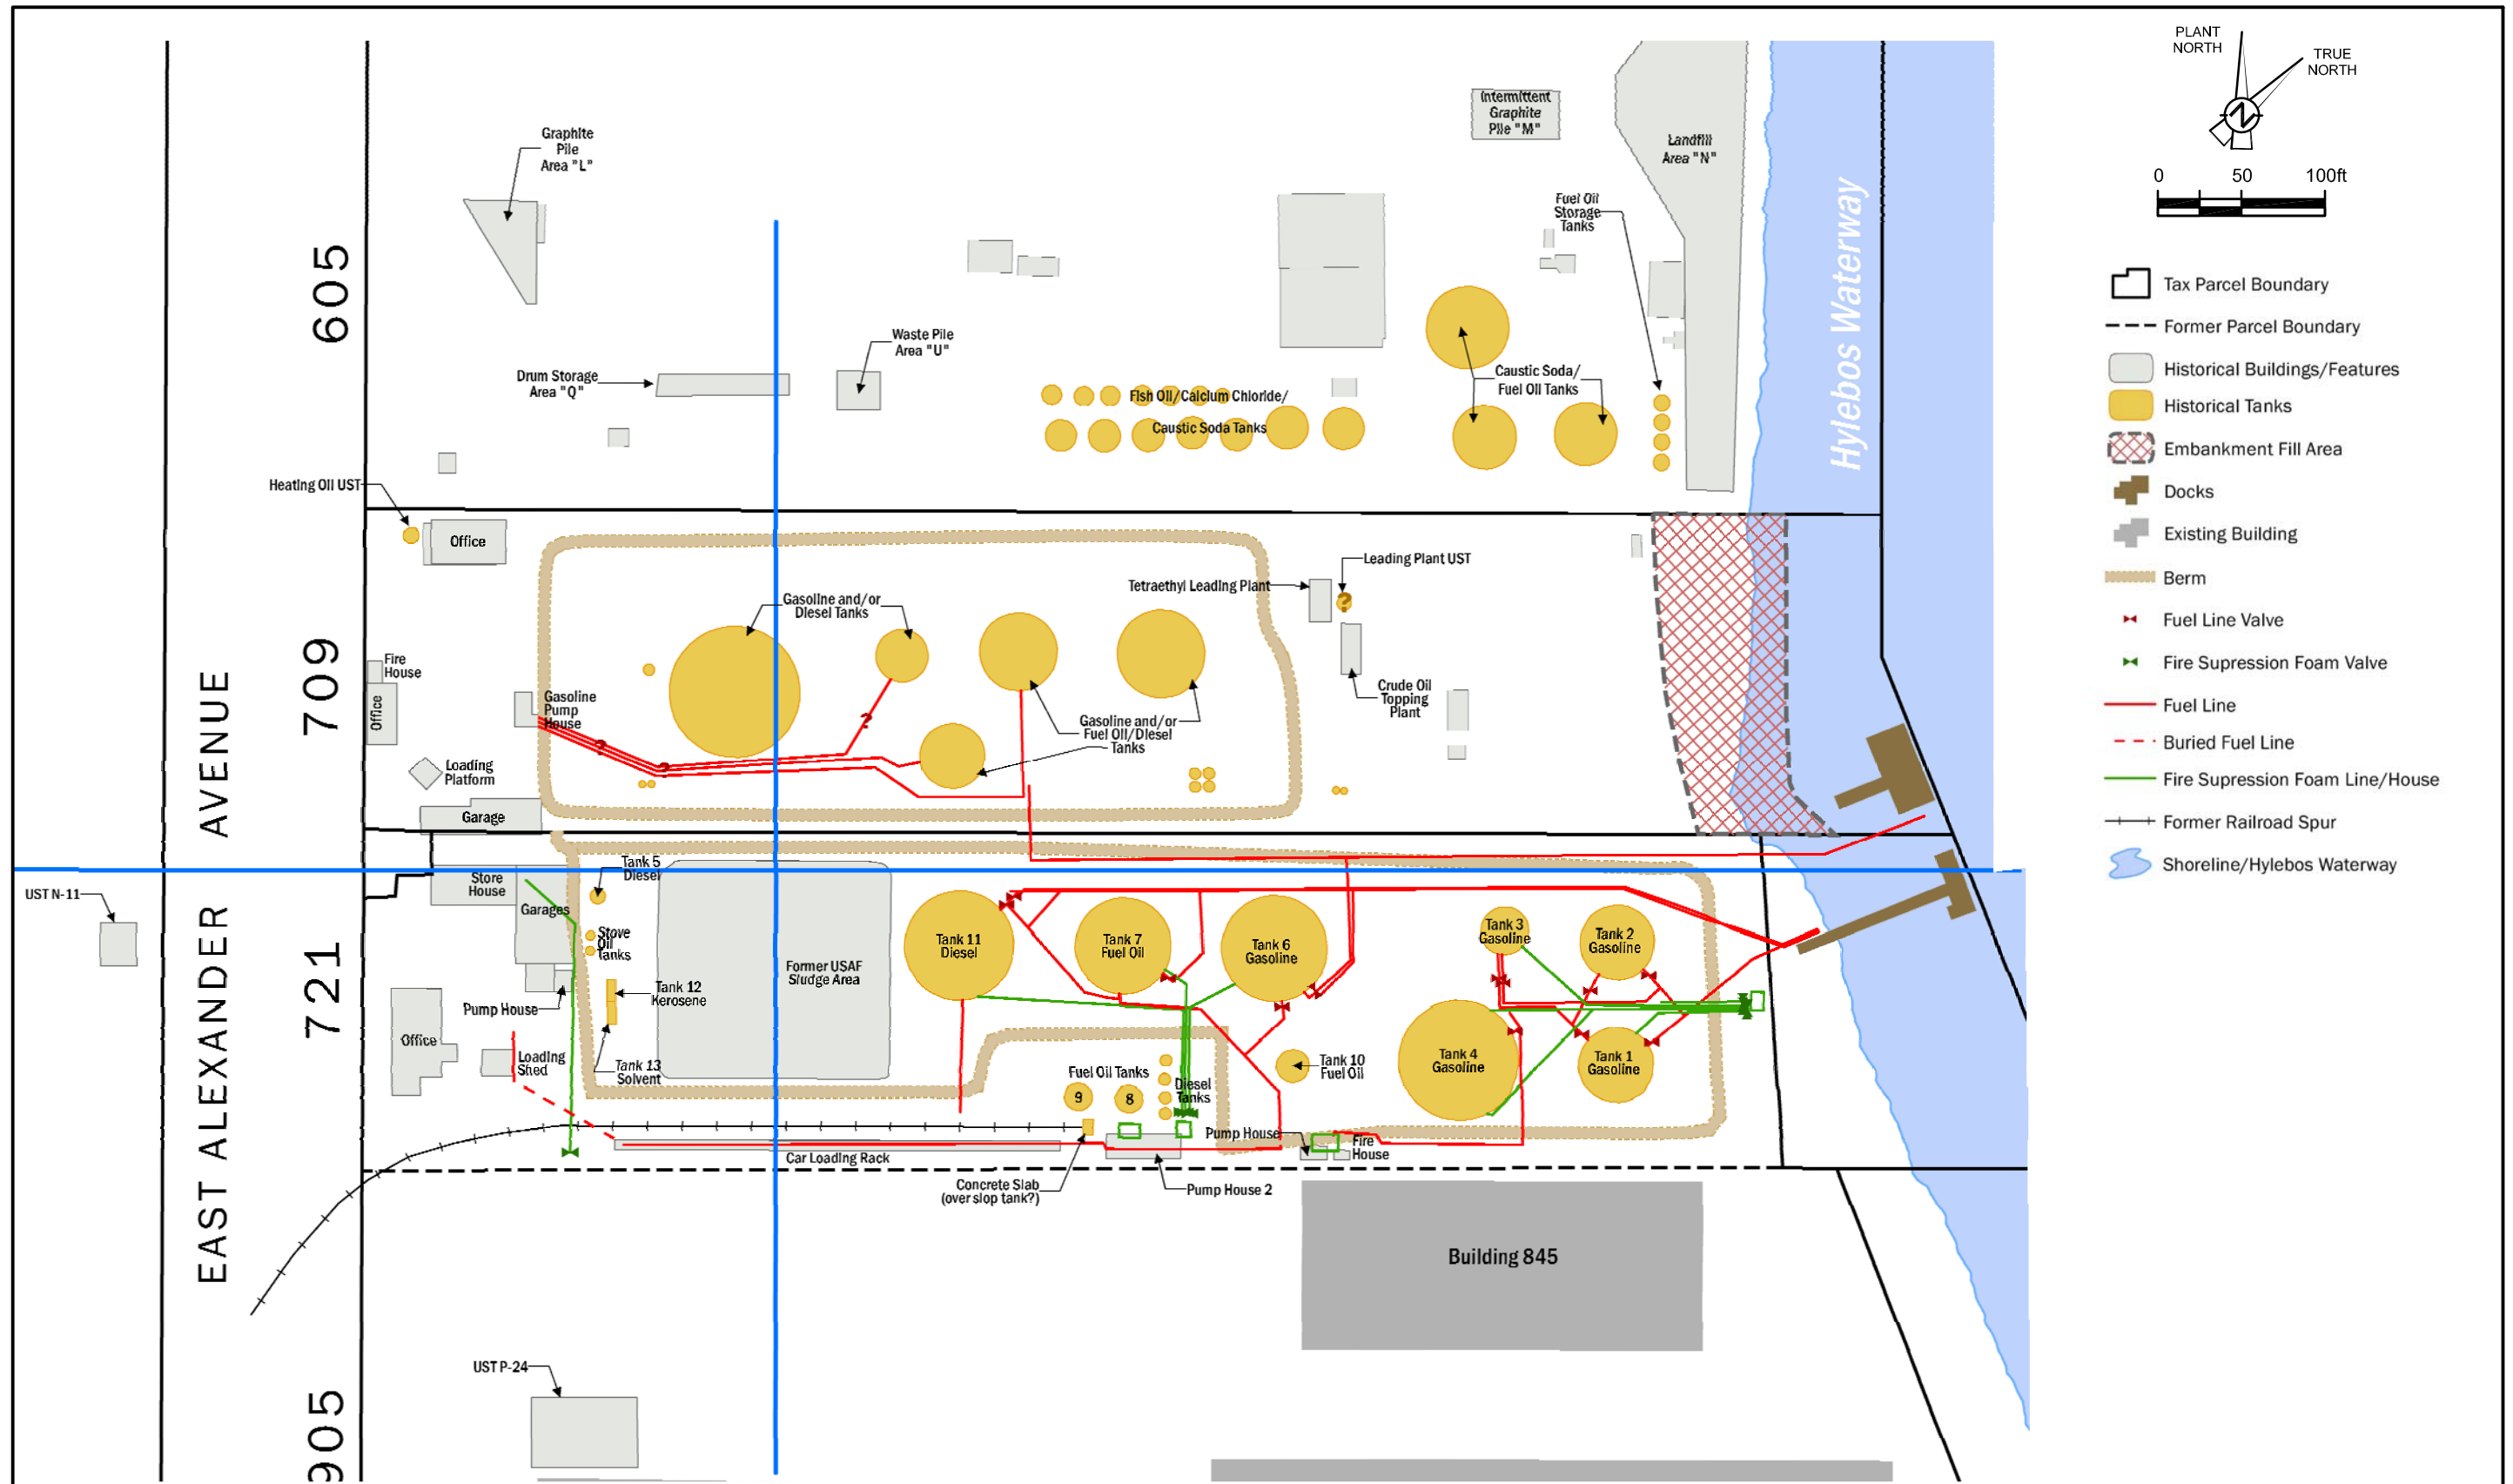 PLANT
NORTH
TRUE
NORTH
0 50 100ft
Tax Parcel Boundary
Former Parcel Boundary
Historical Buildings/Features
Historical Tanks
Embankment Fill Area
Docks
Existing Building
Berm
Fuel Line Valve
Fire Supression Foam Valve
Fuel Line
Buried Fuel Line
Fire Supression Foam Line/House
Former Railroad Spur
Shoreline/Hylebos Waterway
EAST ALEXANDER AVENUE
605
709
721
905
Hylebos Waterway
Graphite
Pile
Area "L"
Intermittent
Graphite
Pile "M"
Landfill
Area "N"
Fuel Oil
Storage
Tanks
Waste Pile
Area "U"
Drum Storage
Area "Q"
Fish Oil/Calcium Chloride/
Caustic Soda Tanks
Caustic Soda/
Fuel Oil Tanks
Heating Oil UST
Office
Leading Plant UST
Tetraethyl Leading Plant
?
Gasoline and/or
Diesel Tanks
Fire
House
Office
Gasoline
Pump
House
?
?
?
Crude Oil
Topping
Plant
Gasoline and/or
Fuel Oil/Diesel
Tanks
Loading
Platform
Garage
Store
House
Tank 5
Diesel
UST N-11
Garages
Stove
Oil
Tanks
Tank 11
Diesel
Tank 7
Fuel Oil
Tank 6
Gasoline
Tank 3
Gasoline
Tank 2
Gasoline
Former USAF
Sludge Area
Tank 12
Kerosene
Pump House
Office
Loading
Shed
Tank 13
Solvent
Fuel Oil Tanks
9
8
Diesel
Tanks
Tank 10
Fuel Oil
Tank 4
Gasoline
Tank 1
Gasoline
Pump House
Fire
House
Car Loading Rack
Concrete Slab
(over slop tank?)
Pump House 2
Building 845
UST P-24